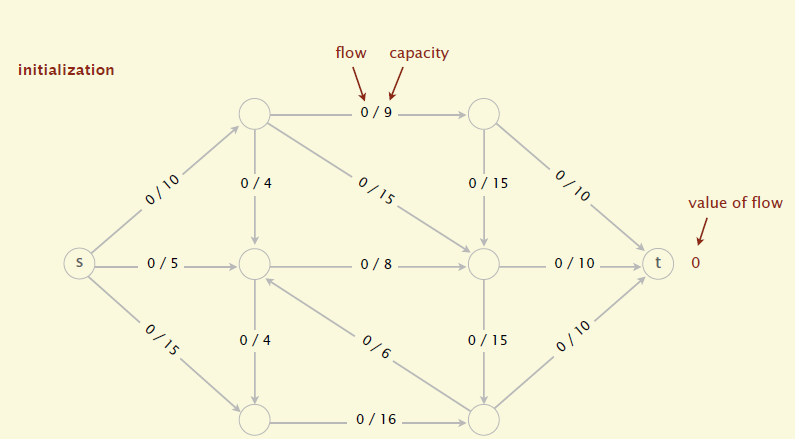 flow capacity
initialization
0 / 9
0 / 10
0 / 4
0 / 15
0 / 15
0 / 10
value of flow
s
0 / 5
0 / 8
0 / 10
t
0
0 / 15
0 / 4
0 / 6
0 / 15
0 / 10
0 / 16